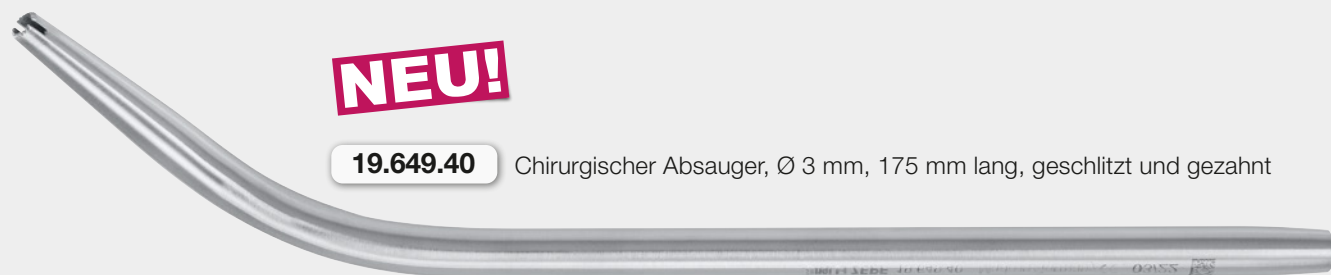 NEU!
19.649.40 Chirurgischer Absauger, Ø 3 mm, 175 mm lang, geschlitzt und gezahnt